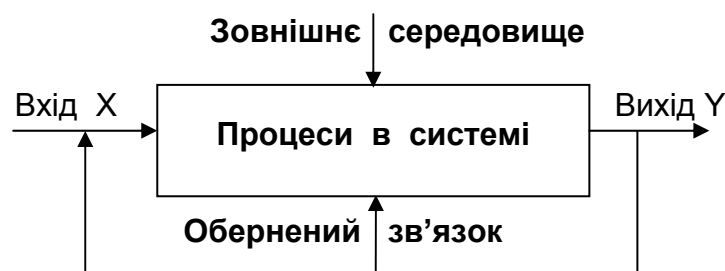 Зовнішнє середовище
Вхід X
Процеси в системі
Вихід Y
Обернений зв’язок